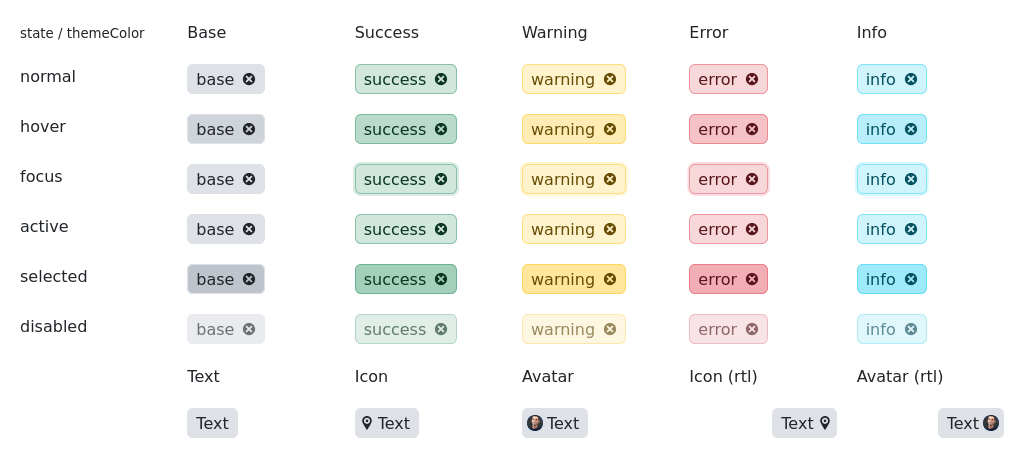 state / themeColor Base Success Warning Error Info
normal base success warning error info
hover base success warning error info
focus base success warning error info
active base success warning error info
selected base success warning error info
disabled base success warning error info
Text Icon Avatar Icon (rtl) Avatar (rtl)
Text Text Text Text Text